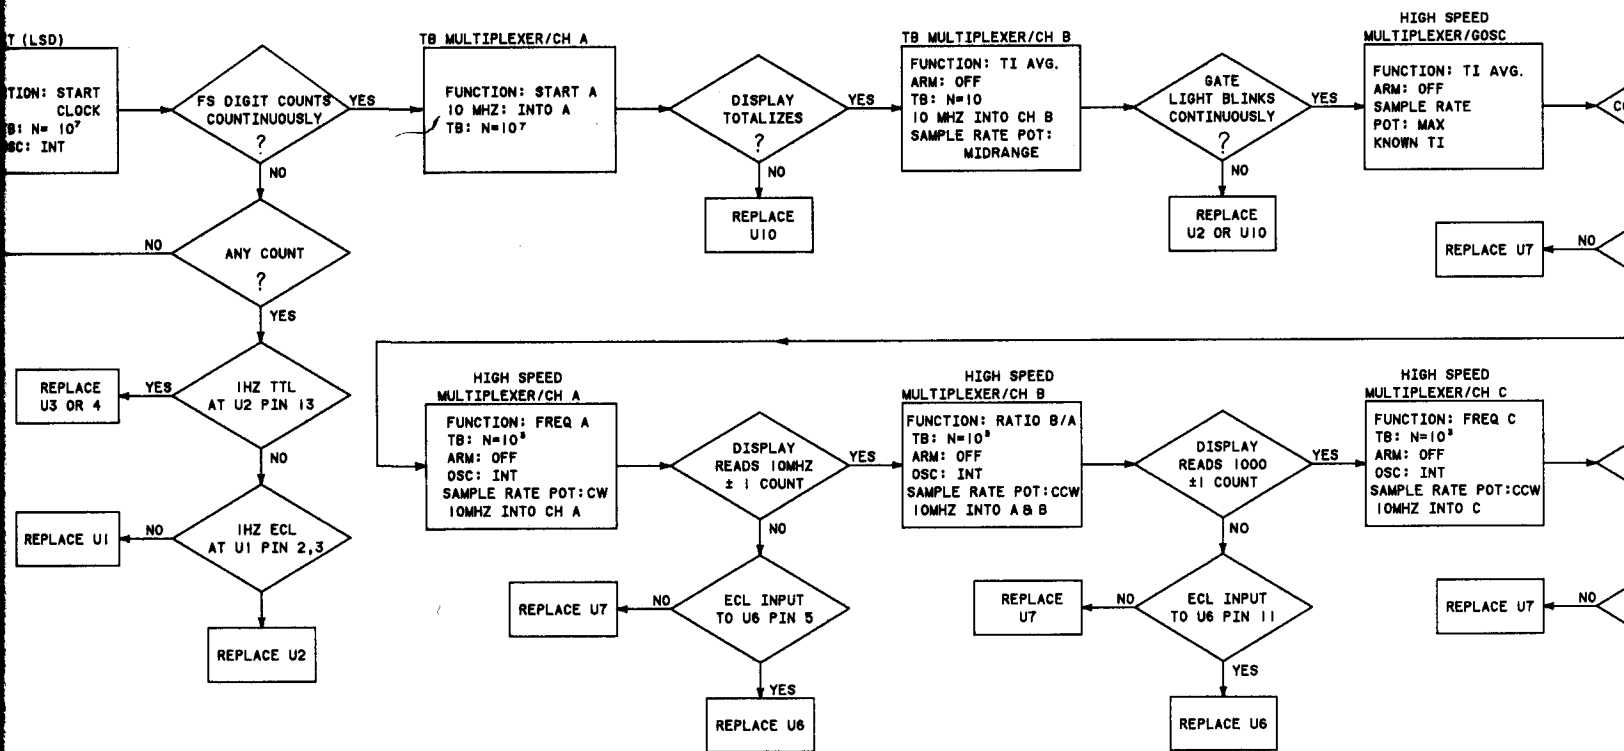 T (LSD)
TION: START
CLOCK
B: N= 10⁷
SC: INT
FS DIGIT COUNTS
COUNTINUOUSLY
?
YES
NO
TB MULTIPLEXER/CH A
FUNCTION: START A
10 MHZ: INTO A
TB: N=10⁷
DISPLAY
TOTALIZES
?
YES
NO
REPLACE
U10
TB MULTIPLEXER/CH B
FUNCTION: TI AVG.
ARM: OFF
TB: N=10
10 MHZ INTO CH B
SAMPLE RATE POT:
MIDRANGE
GATE
LIGHT BLINKS
CONTINUOUSLY
?
YES
NO
REPLACE
U2 OR U10
HIGH SPEED
MULTIPLEXER/GOSC
FUNCTION: TI AVG.
ARM: OFF
SAMPLE RATE
POT: MAX
KNOWN TI
REPLACE U7
NO
ANY COUNT
?
NO
YES
1HZ TTL
AT U2 PIN 13
YES
REPLACE
U3 OR 4
NO
1HZ ECL
AT U1 PIN 2,3
NO
REPLACE U1
REPLACE U2
HIGH SPEED
MULTIPLEXER/CH A
FUNCTION: FREQ A
TB: N=10³
ARM: OFF
OSC: INT
SAMPLE RATE POT:CW
10MHZ INTO CH A
DISPLAY
READS 10MHZ
± 1 COUNT
YES
NO
ECL INPUT
TO U6 PIN 5
NO
REPLACE U7
YES
REPLACE U6
HIGH SPEED
MULTIPLEXER/CH B
FUNCTION: RATIO B/A
TB: N=10³
ARM: OFF
OSC: INT
SAMPLE RATE POT:CCW
10MHZ INTO A & B
DISPLAY
READS 1000
±1 COUNT
YES
NO
ECL INPUT
TO U6 PIN 11
NO
REPLACE
U7
YES
REPLACE U6
HIGH SPEED
MULTIPLEXER/CH C
FUNCTION: FREQ C
TB: N=10³
ARM: OFF
OSC: INT
SAMPLE RATE POT:CCW
10MHZ INTO C
REPLACE U7
NO